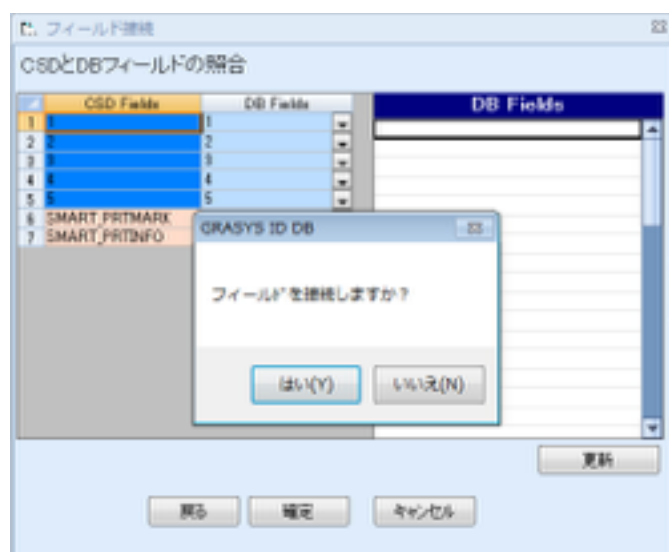 フィールド接続
CSDとDBフィールドの照合
CSD Fields DB Fields DB Fields
1 1 1
2 2 2
3 3 3
4 4 4
5 5 5
6 SMART_PRTMARK
7 SMART_PRTINFO
GRASYS ID DB
フィールドを接続しますか?
はい(Y) いいえ(N)
更新
戻る 確定 キャンセル